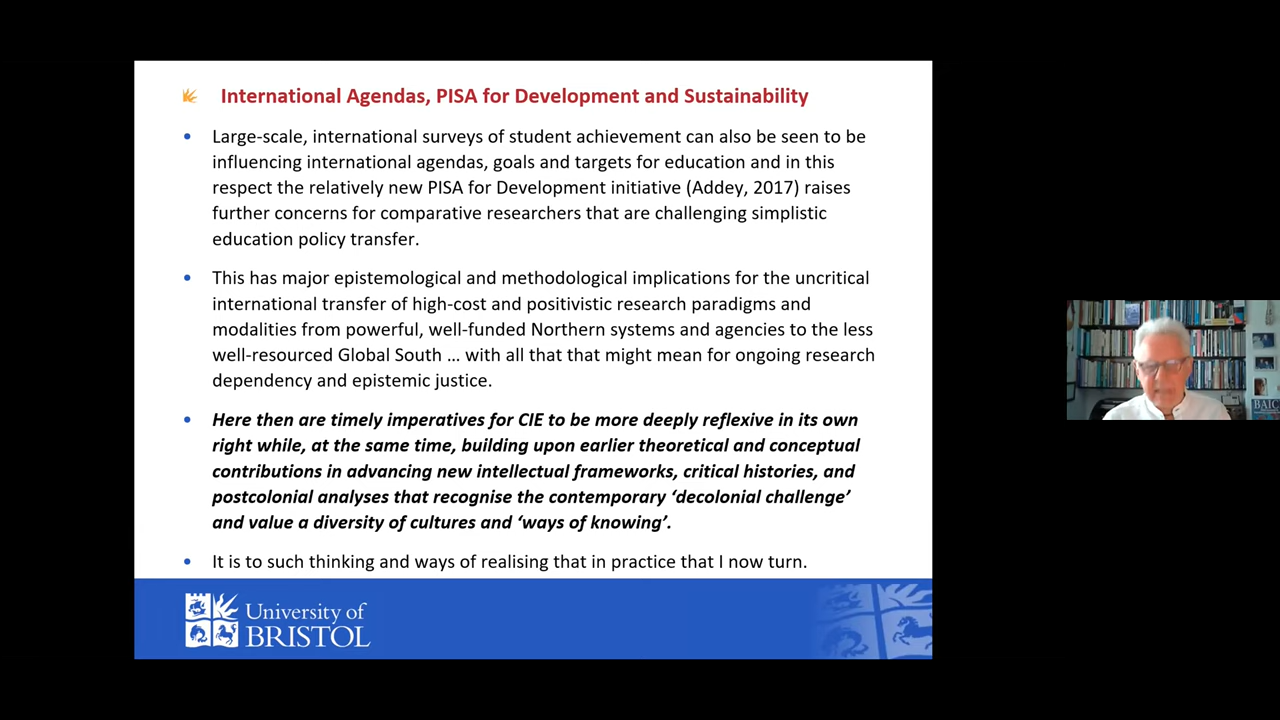 International Agendas, PISA for Development and Sustainability
• Large-scale, international surveys of student achievement can also be seen to be
influencing international agendas, goals and targets for education and in this
respect the relatively new PISA for Development initiative (Addey, 2017) raises
further concerns for comparative researchers that are challenging simplistic
education policy transfer.
• This has major epistemological and methodological implications for the uncritical
international transfer of high-cost and positivistic research paradigms and
modalities from powerful, well-funded Northern systems and agencies to the less
well-resourced Global South … with all that that might mean for ongoing research
dependency and epistemic justice.
• Here then are timely imperatives for CIE to be more deeply reflexive in its own
right while, at the same time, building upon earlier theoretical and conceptual
contributions in advancing new intellectual frameworks, critical histories, and
postcolonial analyses that recognise the contemporary ‘decolonial challenge’
and value a diversity of cultures and ‘ways of knowing’.
• It is to such thinking and ways of realising that in practice that I now turn.
University of
BRISTOL
BAIC